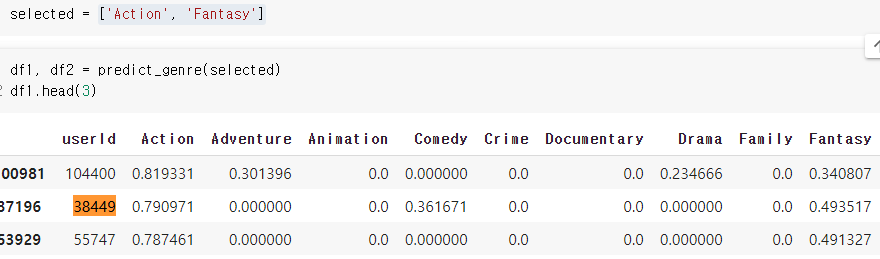 selected = ['Action', 'Fantasy']
df1, df2 = predict_genre(selected)
2 df1.head(3)
userId Action Adventure Animation Comedy Crime Documentary Drama Family Fantasy
00981 104400 0.819331 0.301396 0.0 0.000000 0.0 0.0 0.234666 0.0 0.340807
37196 38449 0.790971 0.000000 0.0 0.361671 0.0 0.0 0.000000 0.0 0.493517
53929 55747 0.787461 0.000000 0.0 0.000000 0.0 0.0 0.000000 0.0 0.491327